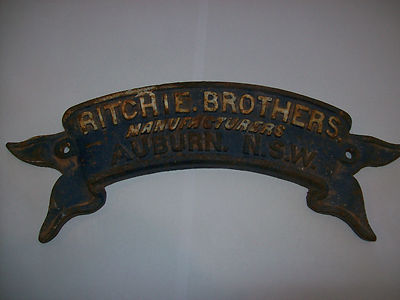 RITCHIE. BROTHERS.
MANUFACTURERS
AUBURN. N.S.W.